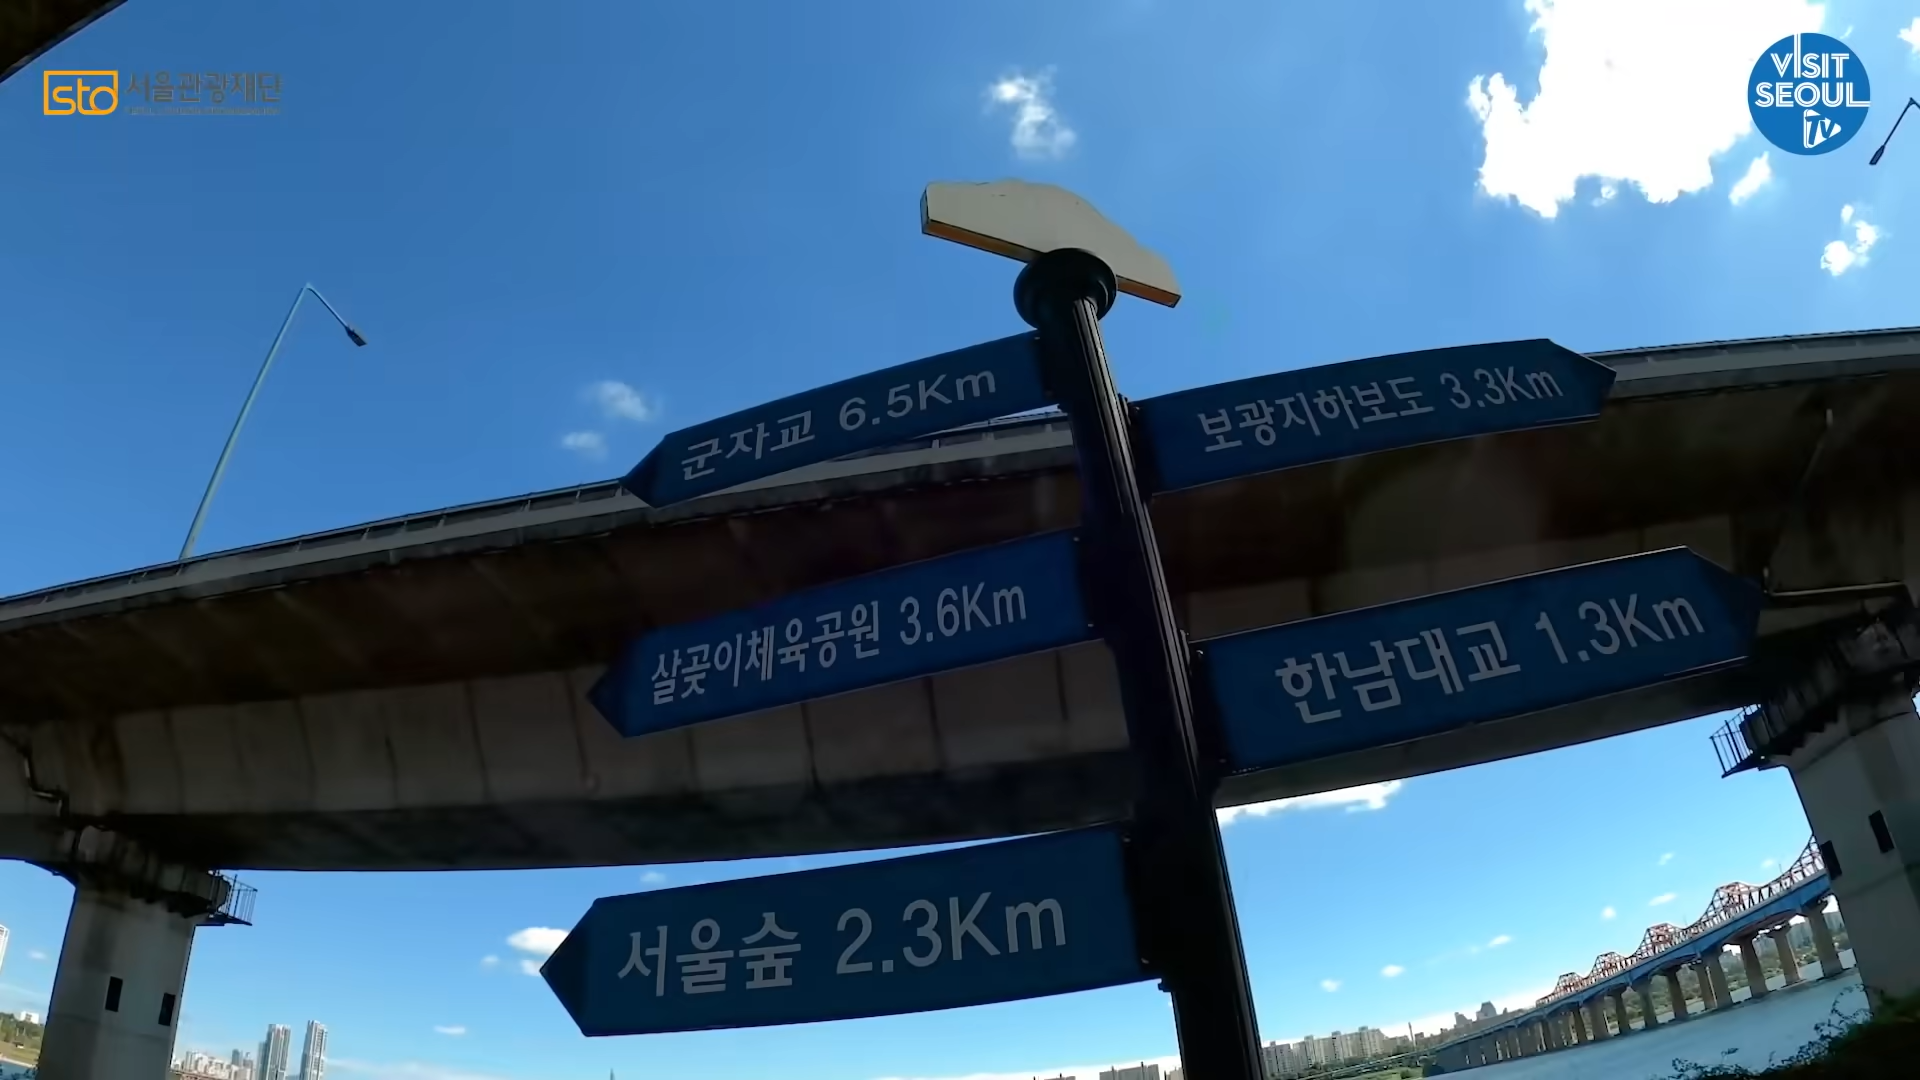 sto 서울관광재단
VISIT
SEOUL
TV
군자교 6.5Km
보광지하보도 3.3Km
살곶이체육공원 3.6Km
한남대교 1.3Km
서울숲 2.3Km